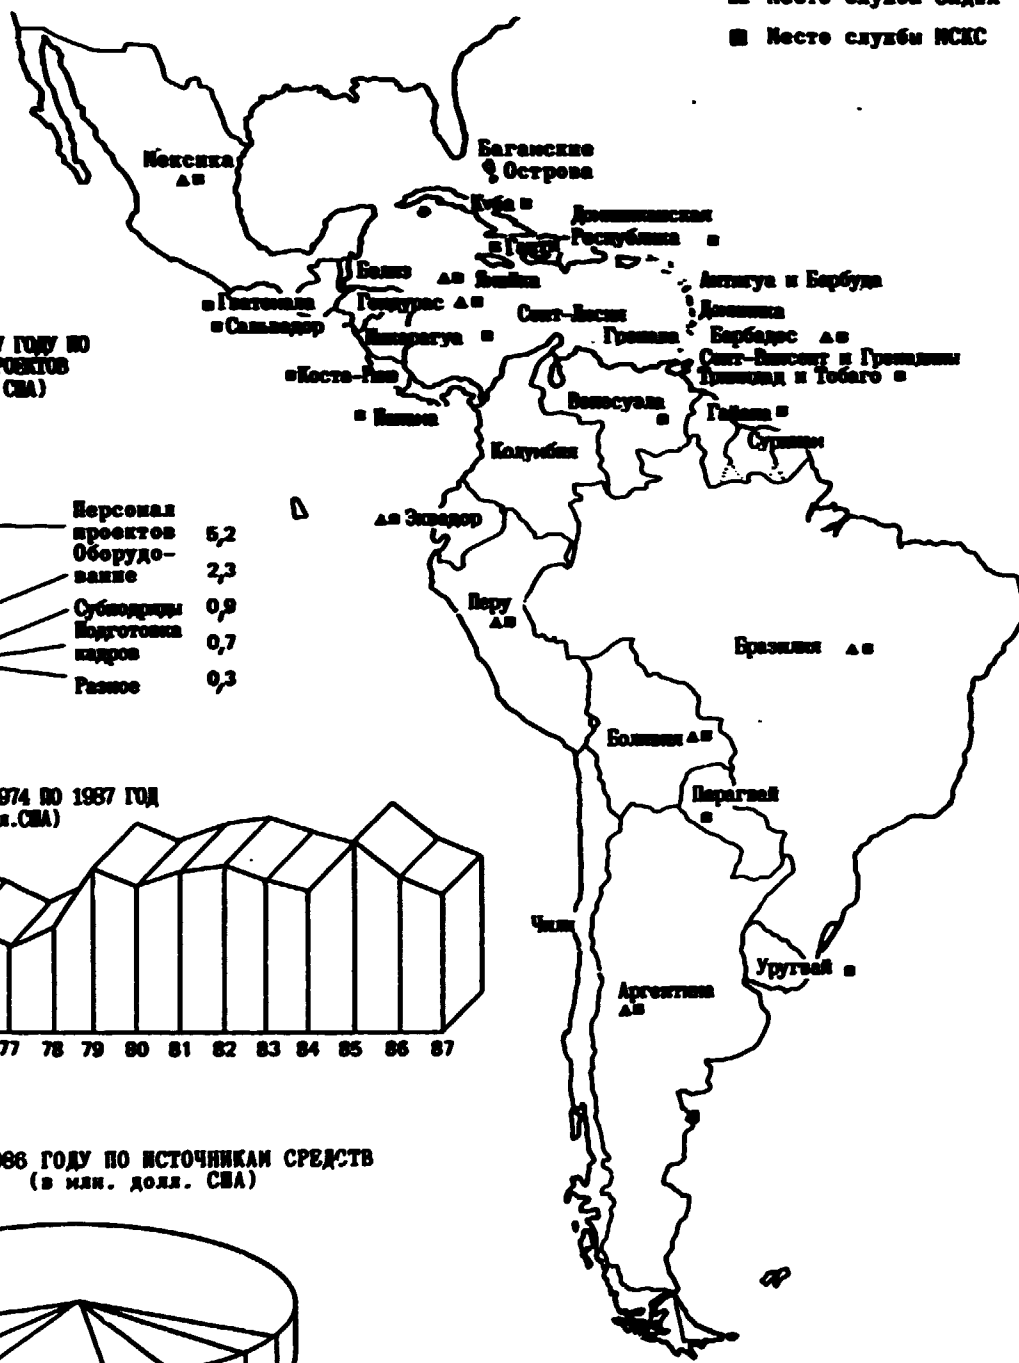 ■ Место службы МСКС
Мексика
Багамские
Острова
Куба
Доминиканская
Республика
Гаити
Белиз
Ямайка
Антигуа и Барбуда
Гватемала
Гондурас
Доминика
Сент-Люсия
Сальвадор
Никарагуа
Гренада
Барбадос
Сент-Винсент и Гренадины
Тринидад и Тобаго
Коста-Рика
Панама
Венесуэла
Гайана
Суринам
Колумбия
Эквадор
Перу
Бразилия
Боливия
Парагвай
Чили
Уругвай
Аргентина
ГОДУ ПО
США)
Персонал
проектов 5,2
Оборудо-
вание 2,3
Субподряды 0,9
Подготовка
кадров 0,7
Разное 0,3
974 ПО 1987 ГОД
США)
77 78 79 80 81 82 83 84 85 86 87
986 ГОДУ ПО ИСТОЧНИКАМ СРЕДСТВ
(в млн. долл. США)